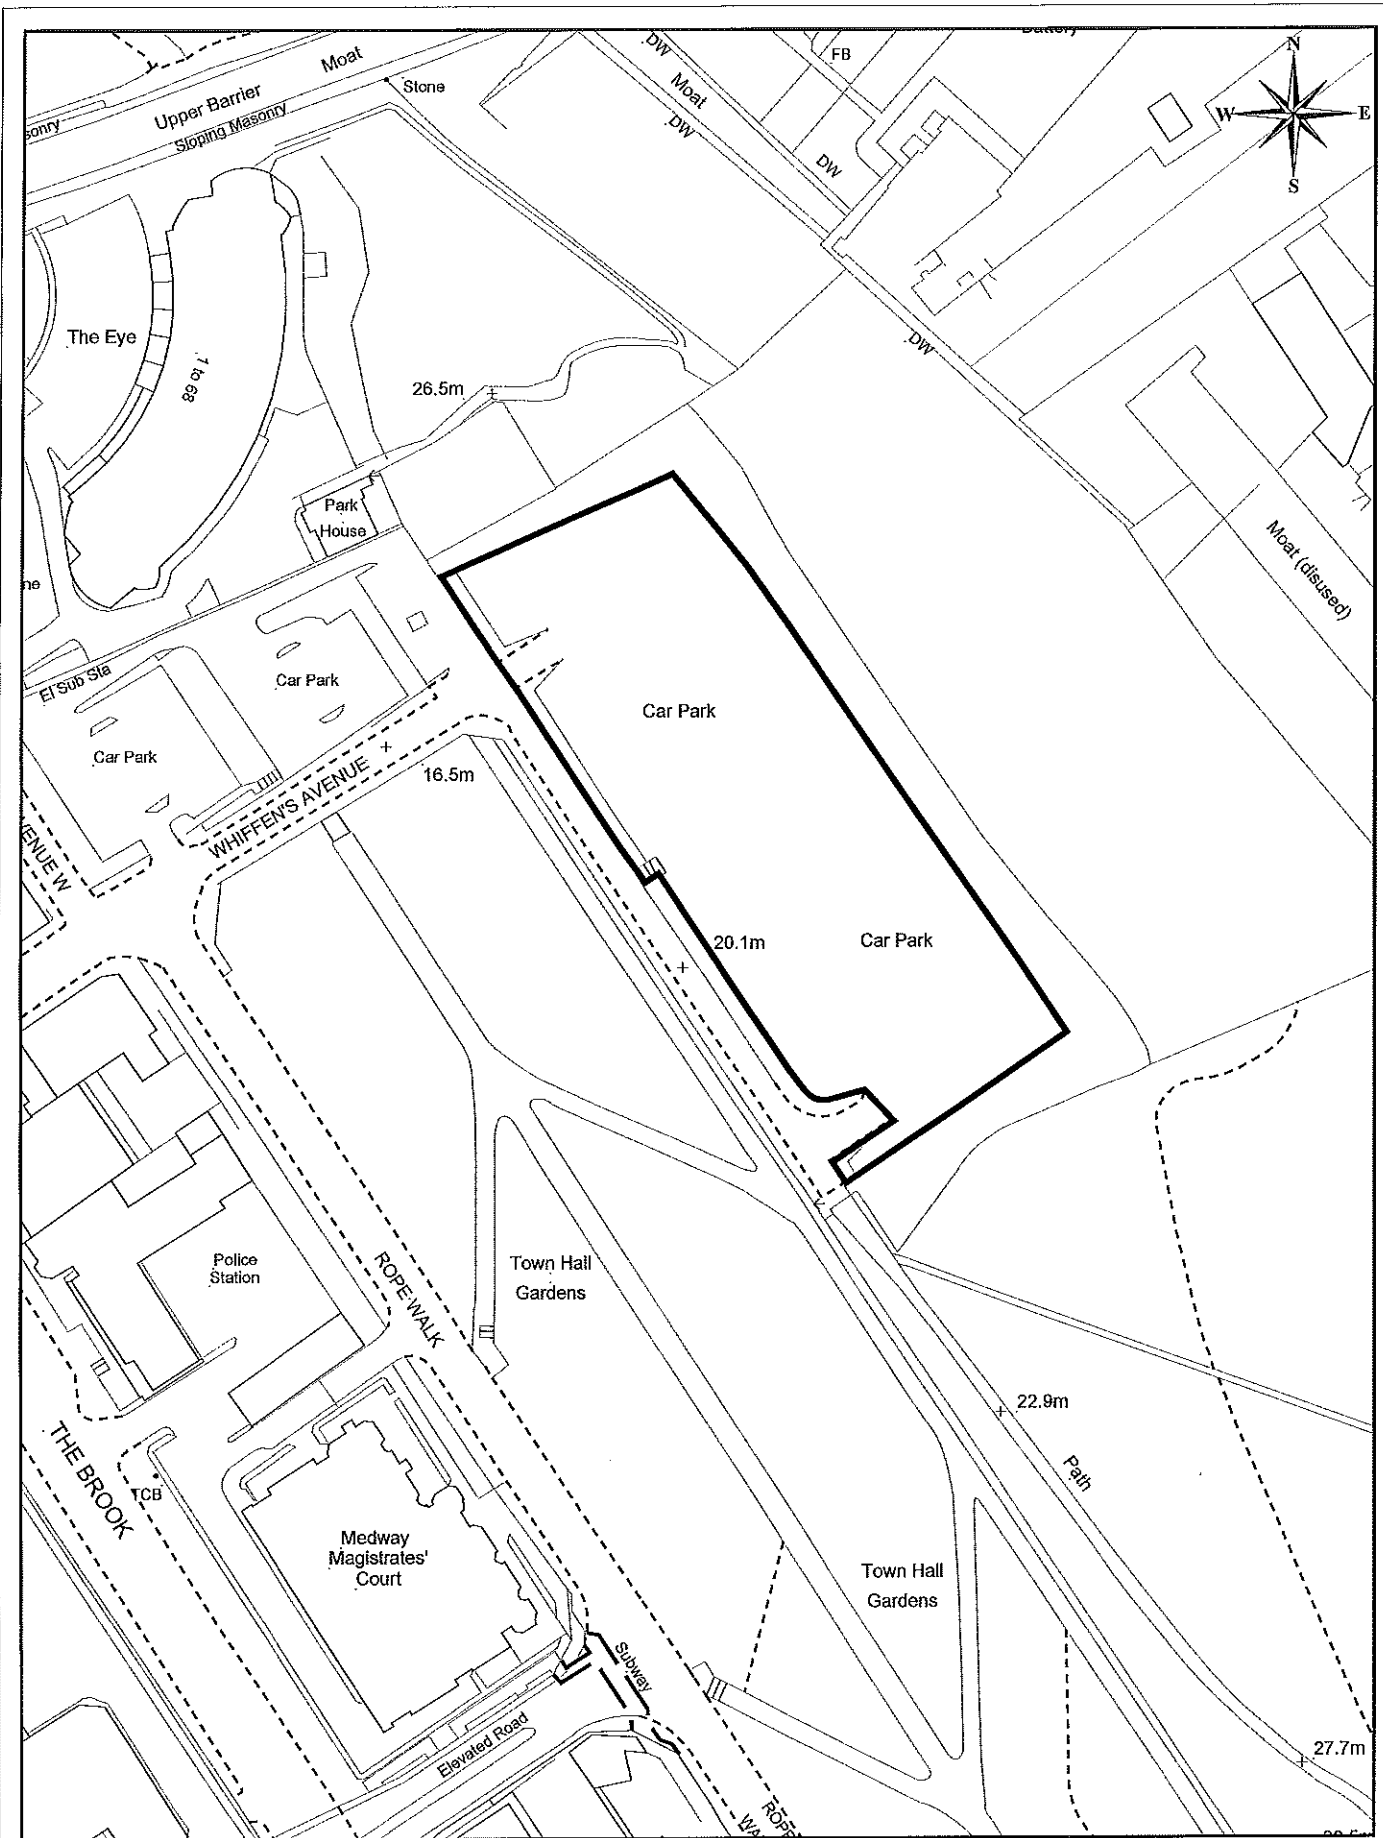 Moat
DW
FB
N
Upper Barrier
Stone
Moat
W
E
Sloping Masonry
DW
DW
S
The Eye
1 to 68
DW
26.5m
Park
House
Moat (disused)
El Sub Sta
Car Park
Car Park
Car Park
16.5m
WHIFFEN'S AVENUE
20.1m
Car Park
Police
Station
ROPE WALK
Town Hall
Gardens
22.9m
Path
THE BROOK
TCB
Medway
Magistrates'
Court
Town Hall
Gardens
Subway
Elevated Road
27.7m
ROPE